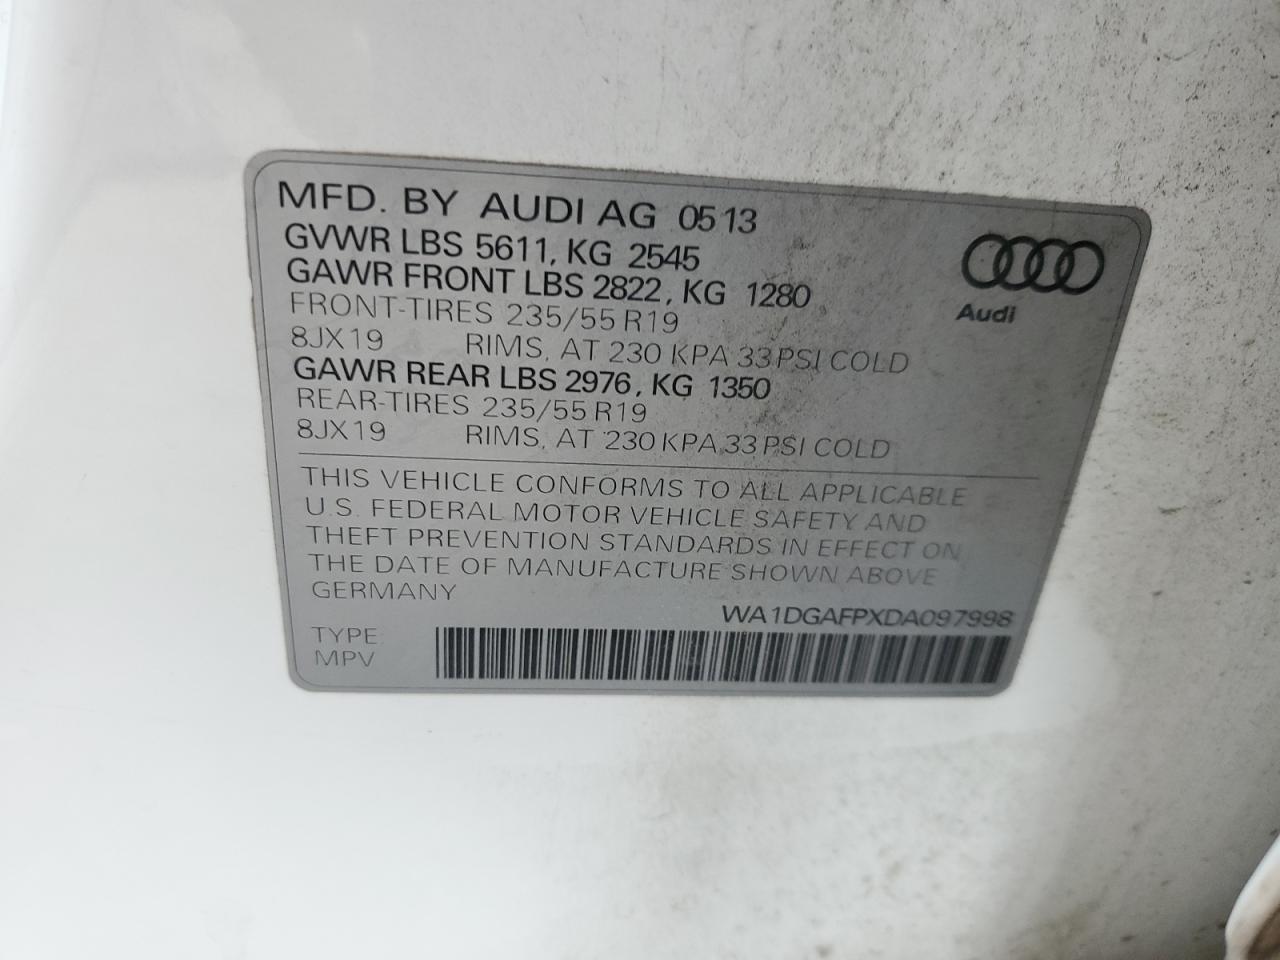 MFD. BY AUDI AG 05 13
GVWR LBS 5611, KG 2545
GAWR FRONT LBS 2822, KG 1280
FRONT-TIRES 235/55 R19
8JX19 RIMS, AT 230 KPA 33 PSI COLD
GAWR REAR LBS 2976, KG 1350
REAR-TIRES 235/55 R19
8JX19 RIMS, AT 230 KPA 33 PSI COLD
Audi
THIS VEHICLE CONFORMS TO ALL APPLICABLE
U.S. FEDERAL MOTOR VEHICLE SAFETY AND
THEFT PREVENTION STANDARDS IN EFFECT ON
THE DATE OF MANUFACTURE SHOWN ABOVE
GERMANY
WA1DGAFPXDA097998
TYPE
MPV